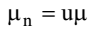 μₙ = uμ